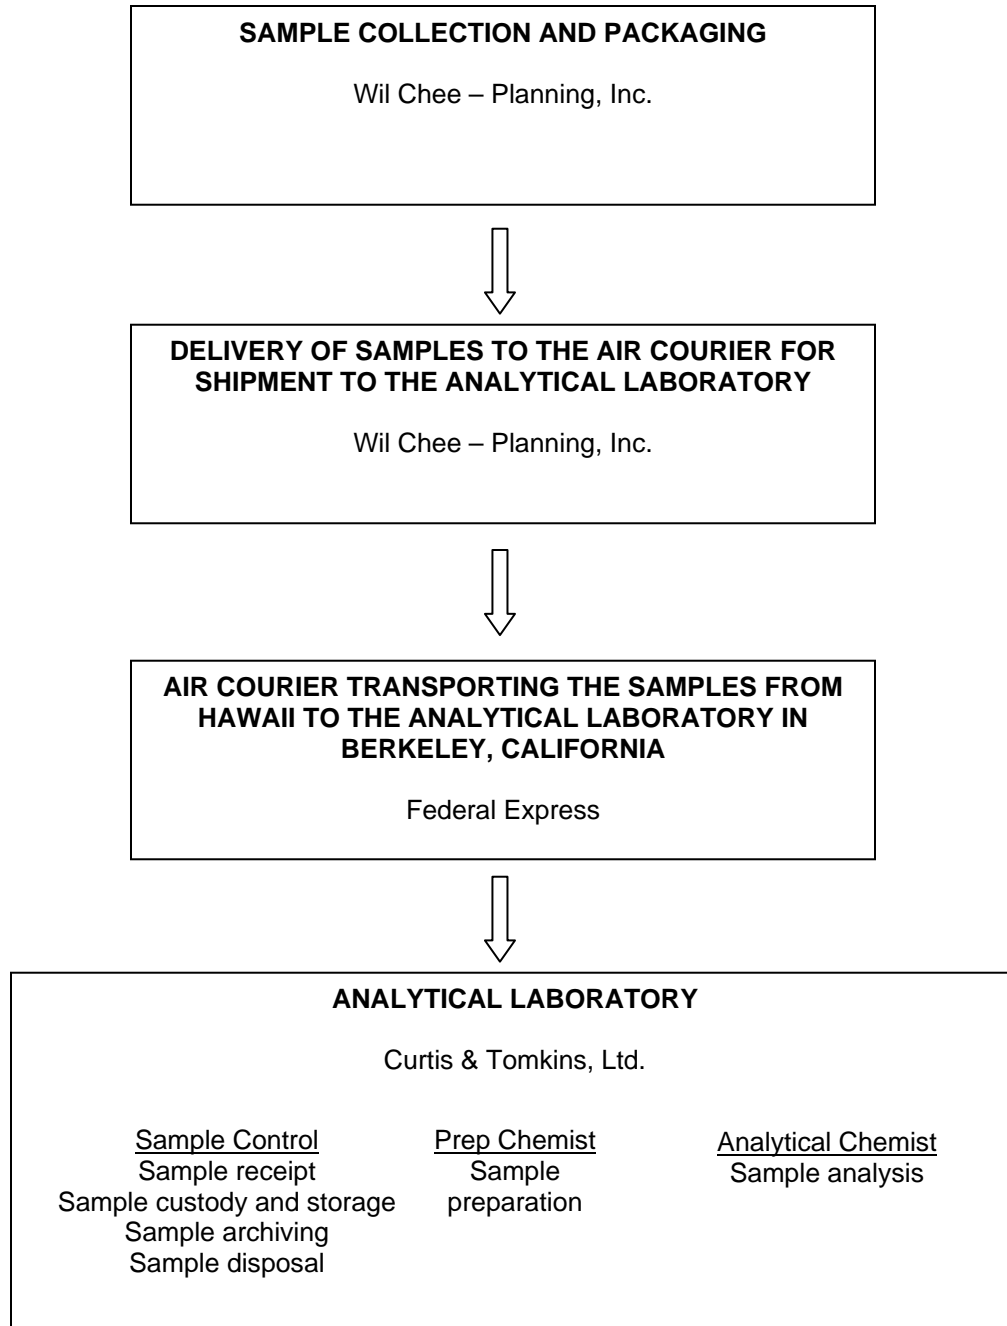 SAMPLE COLLECTION AND PACKAGING
Wil Chee – Planning, Inc.
DELIVERY OF SAMPLES TO THE AIR COURIER FOR
SHIPMENT TO THE ANALYTICAL LABORATORY
Wil Chee – Planning, Inc.
AIR COURIER TRANSPORTING THE SAMPLES FROM
HAWAII TO THE ANALYTICAL LABORATORY IN
BERKELEY, CALIFORNIA
Federal Express
ANALYTICAL LABORATORY
Curtis & Tomkins, Ltd.
Sample Control
Sample receipt
Sample custody and storage
Sample archiving
Sample disposal
Prep Chemist
Sample
preparation
Analytical Chemist
Sample analysis